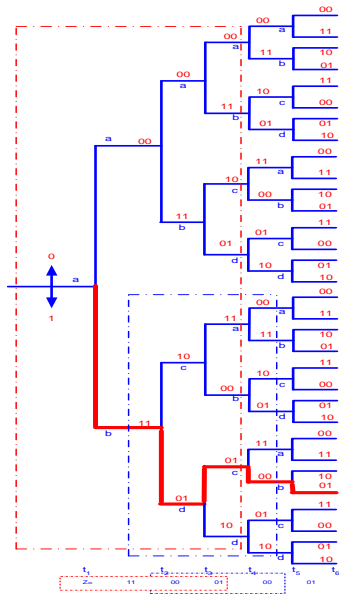 00
00
00 a 11
a
11 10
b 01
00
a 11
10
11 c 00
b 01 01
d 10
a 00
00
11
a 11
10
c 00 10
b 01
11
b 01 11
c 00
01
0
d 10 01
d 10
a
00
00
a 11
1
11
a 11 10
b 01
10
c 11
10
00 c 00
b 01 01
d 10
11
b 00
11
a 11
01
c 00 10
b 01
01
d 11
01
c 00
10
d 10 01
d 10
t1 t2 t3 t4 t5 t6
Z= 11 00 01 00 01